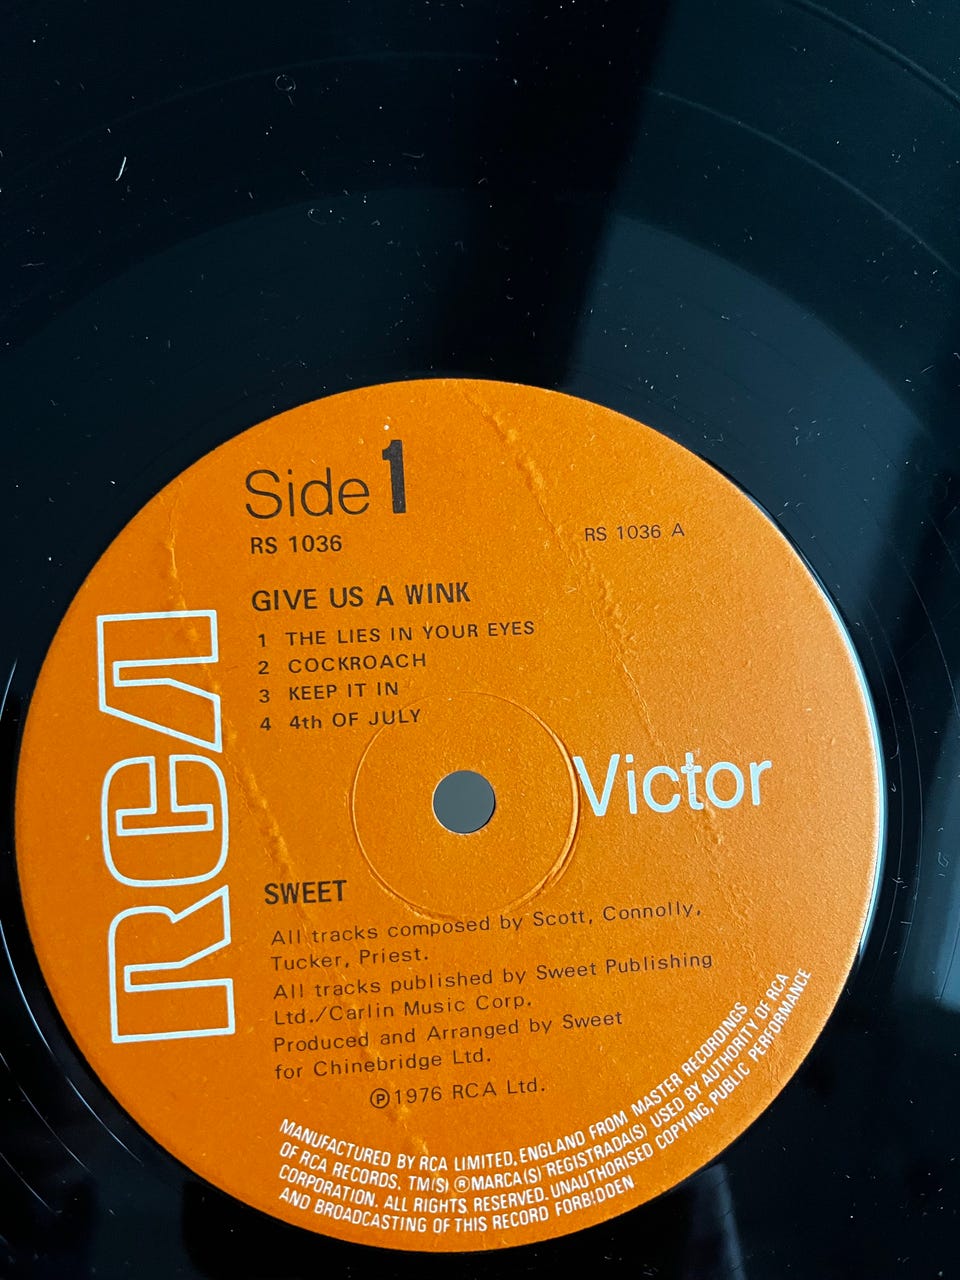 Side 1
RS 1036
RS 1036 A
GIVE US A WINK
1 THE LIES IN YOUR EYES
2 COCKROACH
3 KEEP IT IN
4 4th OF JULY
RCA
Victor
SWEET
All tracks composed by Scott, Connolly,
Tucker, Priest.
All tracks published by Sweet Publishing
Ltd./Carlin Music Corp.
Produced and Arranged by Sweet
for Chinebridge Ltd.
℗1976 RCA Ltd.
MANUFACTURED BY RCA LIMITED, ENGLAND FROM MASTER RECORDINGS
OF RCA RECORDS. TM(S) ® MARCA(S) REGISTRADA(S) USED BY AUTHORITY OF RCA
CORPORATION. ALL RIGHTS RESERVED. UNAUTHORISED COPYING, PUBLIC PERFORMANCE
AND BROADCASTING OF THIS RECORD FORBIDDEN